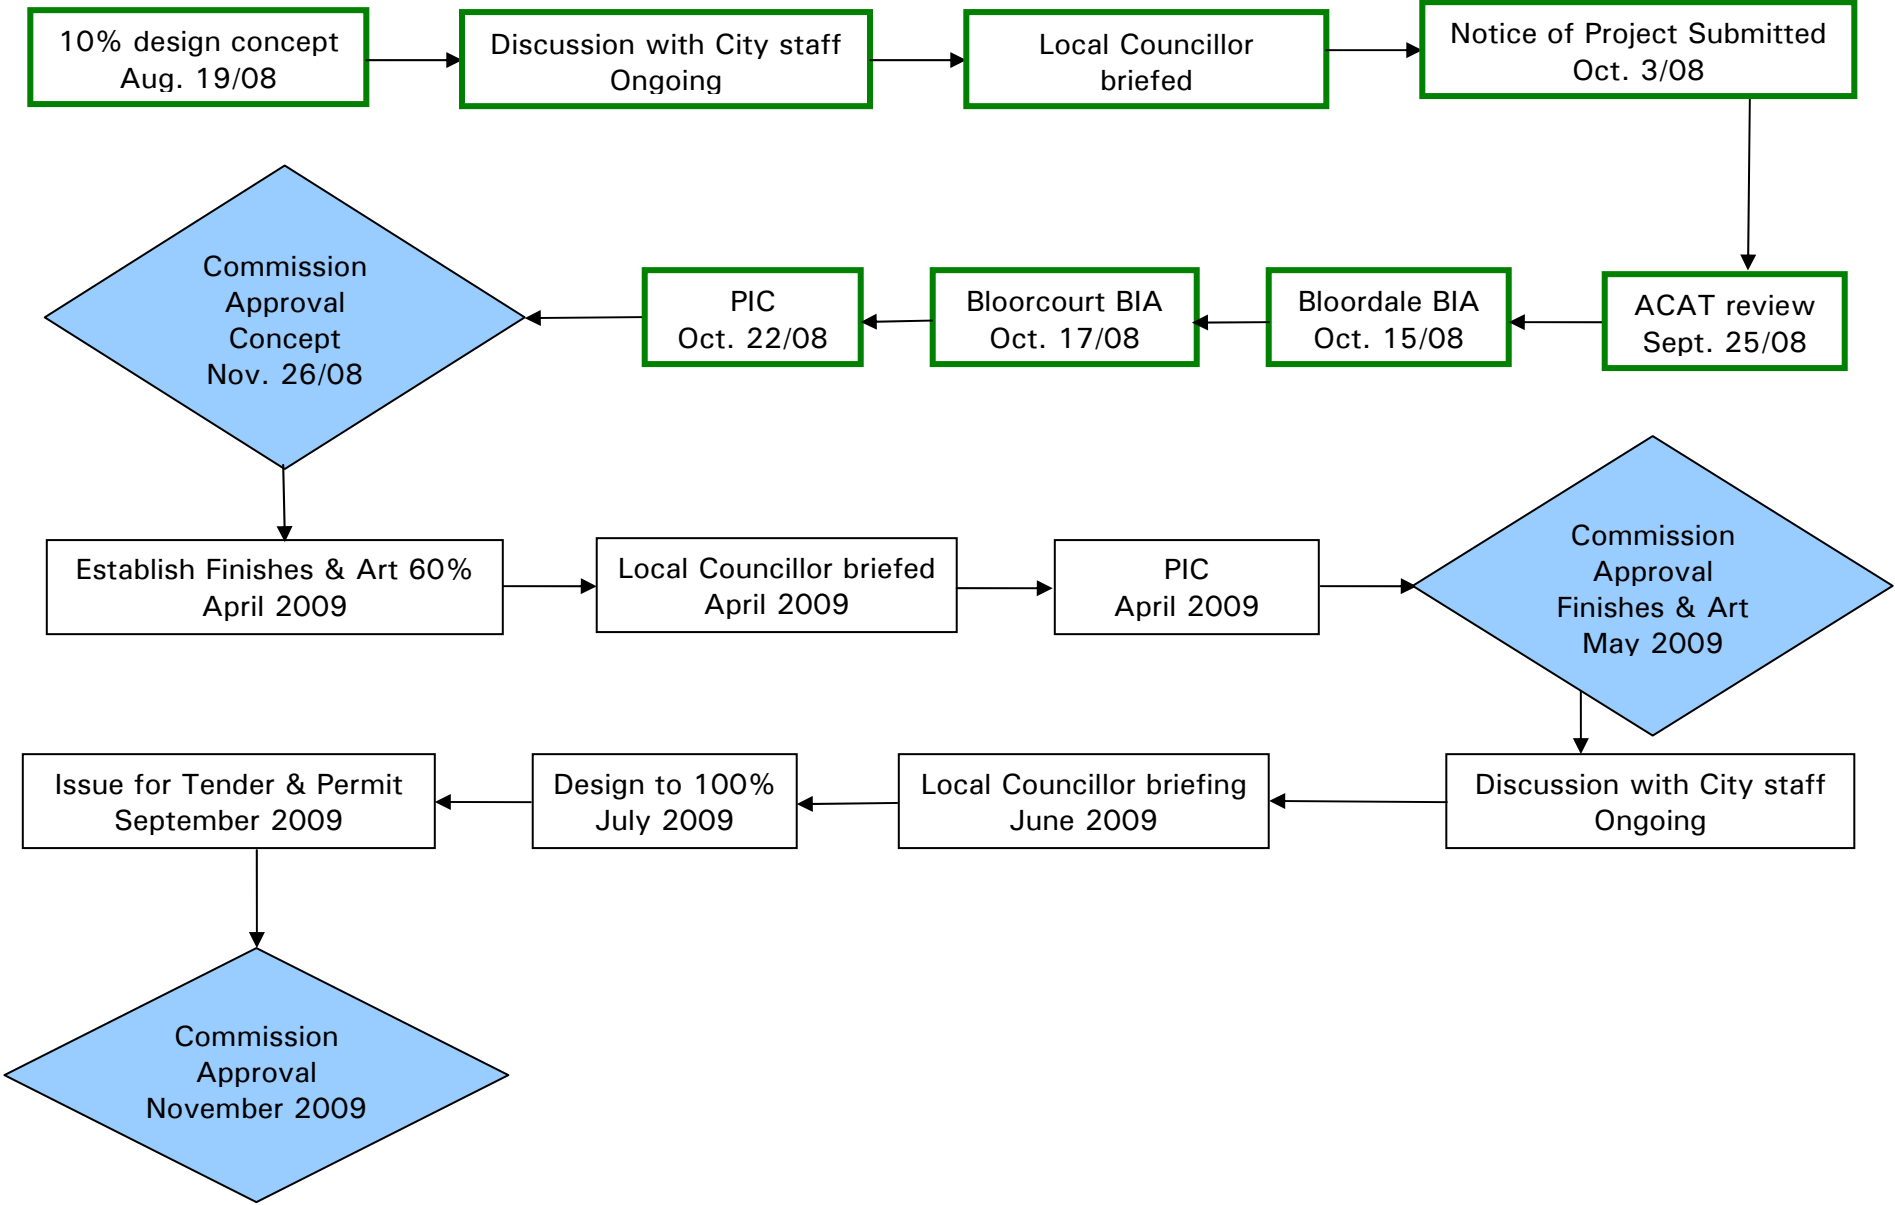 10% design concept
Aug. 19/08
Discussion with City staff
Ongoing
Local Councillor
briefed
Notice of Project Submitted
Oct. 3/08
ACAT review
Sept. 25/08
Bloordale BIA
Oct. 15/08
Bloorcourt BIA
Oct. 17/08
PIC
Oct. 22/08
Commission
Approval
Concept
Nov. 26/08
Establish Finishes & Art 60%
April 2009
Local Councillor briefed
April 2009
PIC
April 2009
Commission
Approval
Finishes & Art
May 2009
Discussion with City staff
Ongoing
Local Councillor briefing
June 2009
Design to 100%
July 2009
Issue for Tender & Permit
September 2009
Commission
Approval
November 2009